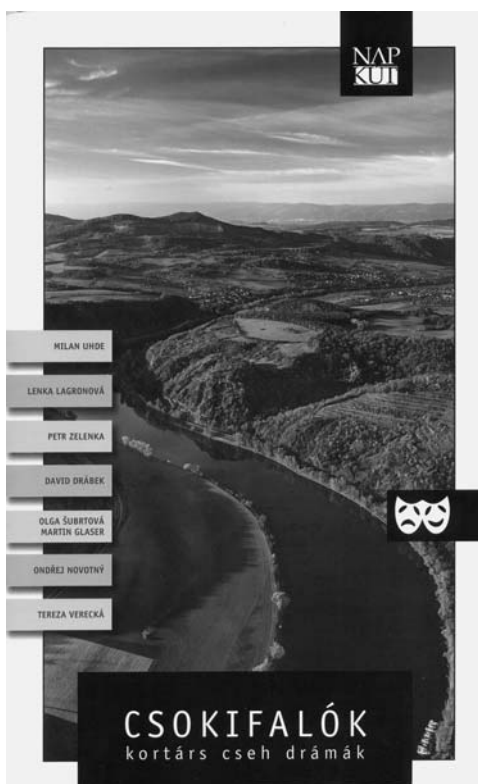 NAP
KÚT
MILAN UHDE
LENKA LAGRONOVÁ
PETR ZELENKA
DAVID DRÁBEK
OLGA ŠUBRTOVÁ
MARTIN GLASER
ONDŘEJ NOVOTNÝ
TEREZA VERECKÁ
CSOKIFALÓK
kortárs cseh drámák